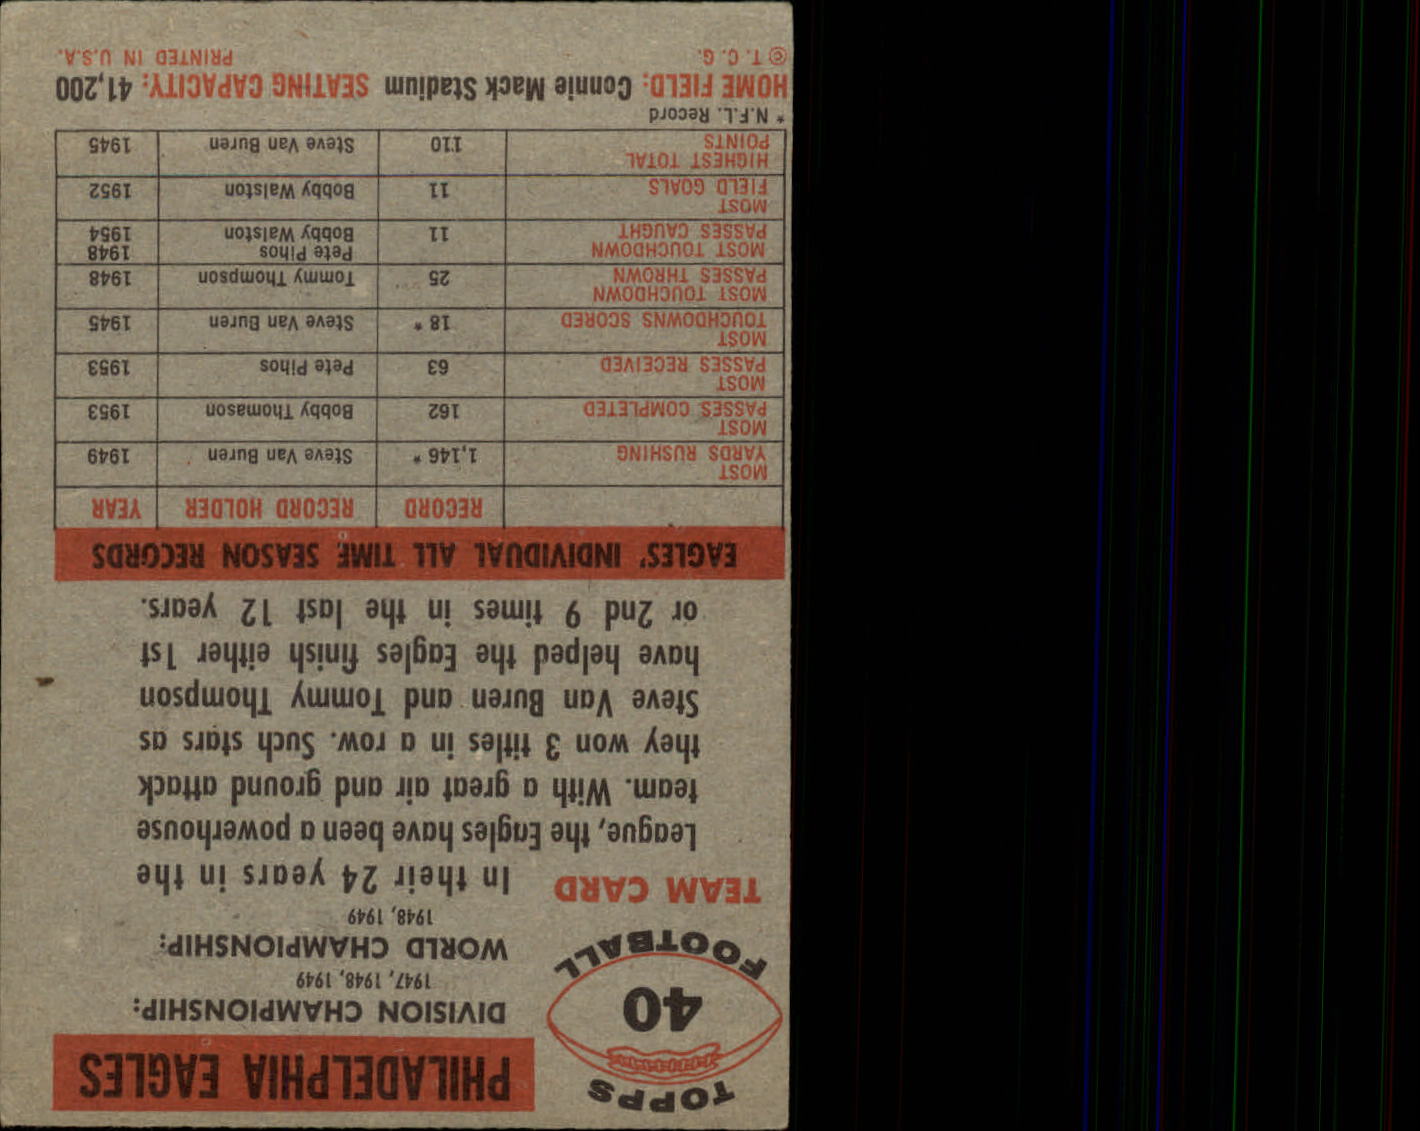 TOPPS
40
FOOTBALL
PHILADELPHIA EAGLES
DIVISION CHAMPIONSHIP:
1947, 1948, 1949
WORLD CHAMPIONSHIP:
1948, 1949
TEAM CARD
In their 24 years in the
League, the Eagles have been a powerhouse
team. With a great air and ground attack
they won 3 titles in a row. Such stars as
Steve Van Buren and Tommy Thompson
have helped the Eagles finish either 1st
or 2nd 9 times in the last 12 years.
EAGLES' INDIVIDUAL ALL TIME SEASON RECORDS
RECORD RECORD HOLDER YEAR
MOST
YARDS RUSHING 1,146 * Steve Van Buren 1949
MOST
PASSES COMPLETED 162 Bobby Thomason 1953
MOST
PASSES RECEIVED 63 Pete Pihos 1953
MOST
TOUCHDOWNS SCORED 18 * Steve Van Buren 1945
MOST TOUCHDOWN
PASSES THROWN 25 Tommy Thompson 1948
MOST TOUCHDOWN Pete Pihos 1948
PASSES CAUGHT 11 Bobby Walston 1954
MOST
FIELD GOALS 11 Bobby Walston 1952
HIGHEST TOTAL
POINTS 110 Steve Van Buren 1945
* N.F.L. Record
HOME FIELD: Connie Mack Stadium SEATING CAPACITY: 41,200
© T. C. G. PRINTED IN U.S.A.